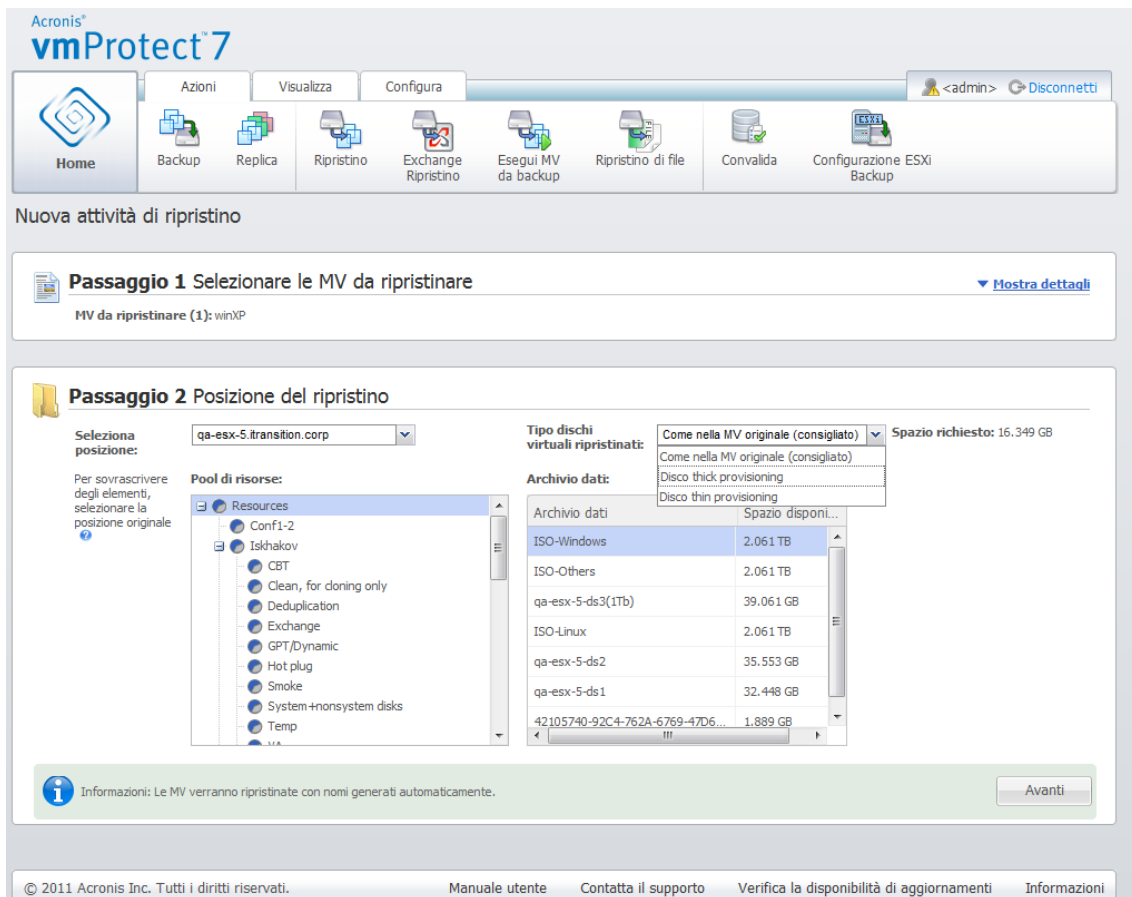 Acronis®
vmProtect™7
Azioni
Visualizza
Configura
<admin>
Disconnetti
Home
Backup
Replica
Ripristino
Exchange
Ripristino
Esegui MV
da backup
Ripristino di file
Convalida
Configurazione ESXi
Backup
Nuova attività di ripristino
Passaggio 1 Selezionare le MV da ripristinare
Mostra dettagli
MV da ripristinare (1): winXP
Passaggio 2 Posizione del ripristino
Seleziona
posizione:
qa-esx-5.itransition.corp
Tipo dischi
virtuali ripristinati:
Come nella MV originale (consigliato)
Spazio richiesto: 16.349 GB
Come nella MV originale (consigliato)
Disco thick provisioning
Disco thin provisioning
Per sovrascrivere
degli elementi,
selezionare la
posizione originale
Pool di risorse:
Resources
Conf1-2
Iskhakov
CBT
Clean, for cloning only
Deduplication
Exchange
GPT/Dynamic
Hot plug
Smoke
System+nonsystem disks
Temp
Archivio dati:
Archivio dati Spazio disponi...
ISO-Windows 2.061 TB
ISO-Others 2.061 TB
qa-esx-5-ds3(1Tb) 39.061 GB
ISO-Linux 2.061 TB
qa-esx-5-ds2 35.553 GB
qa-esx-5-ds1 32.448 GB
42105740-92C4-762A-6769-47D6... 1.889 GB
Informazioni: Le MV verranno ripristinate con nomi generati automaticamente.
Avanti
© 2011 Acronis Inc. Tutti i diritti riservati.
Manuale utente
Contatta il supporto
Verifica la disponibilità di aggiornamenti
Informazioni